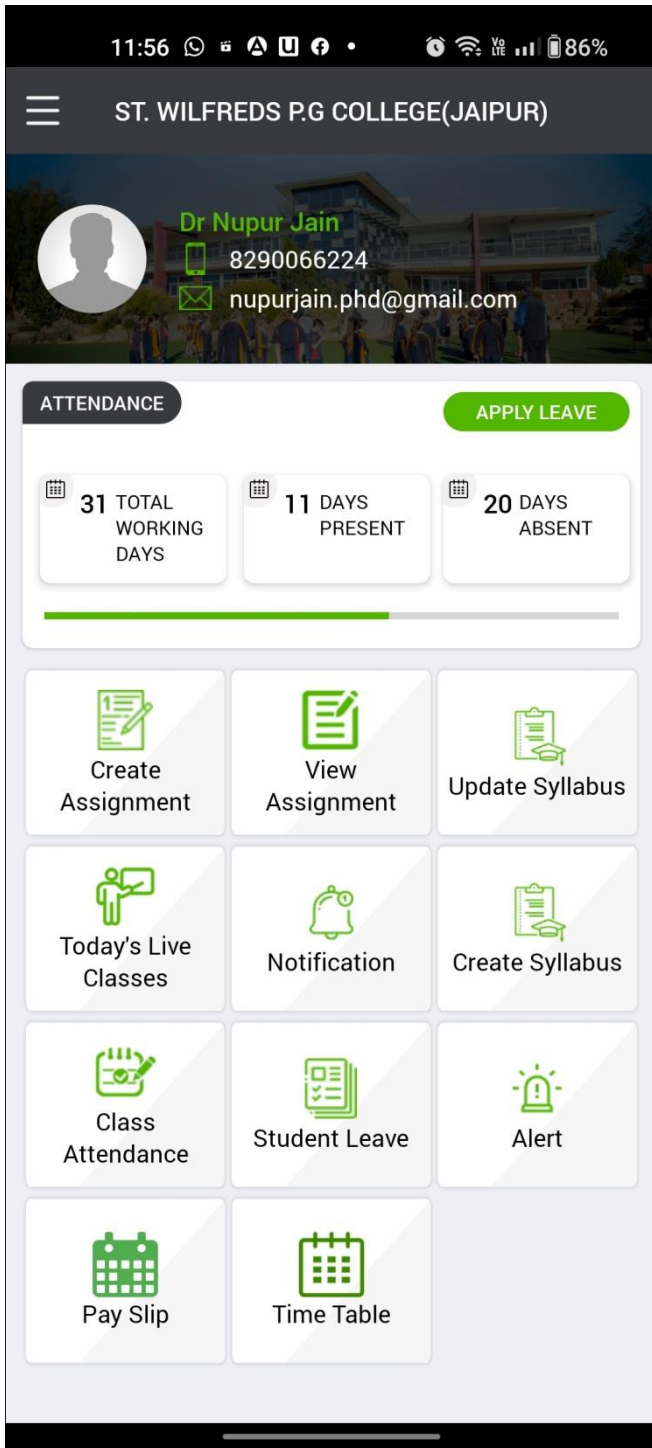 11:56 86%
ST. WILFREDS P.G COLLEGE(JAIPUR)
Dr Nupur Jain
8290066224
nupurjain.phd@gmail.com
ATTENDANCE
APPLY LEAVE
31 TOTAL
WORKING
DAYS
11 DAYS
PRESENT
20 DAYS
ABSENT
Create
Assignment
View
Assignment
Update Syllabus
Today's Live
Classes
Notification
Create Syllabus
Class
Attendance
Student Leave
Alert
Pay Slip
Time Table